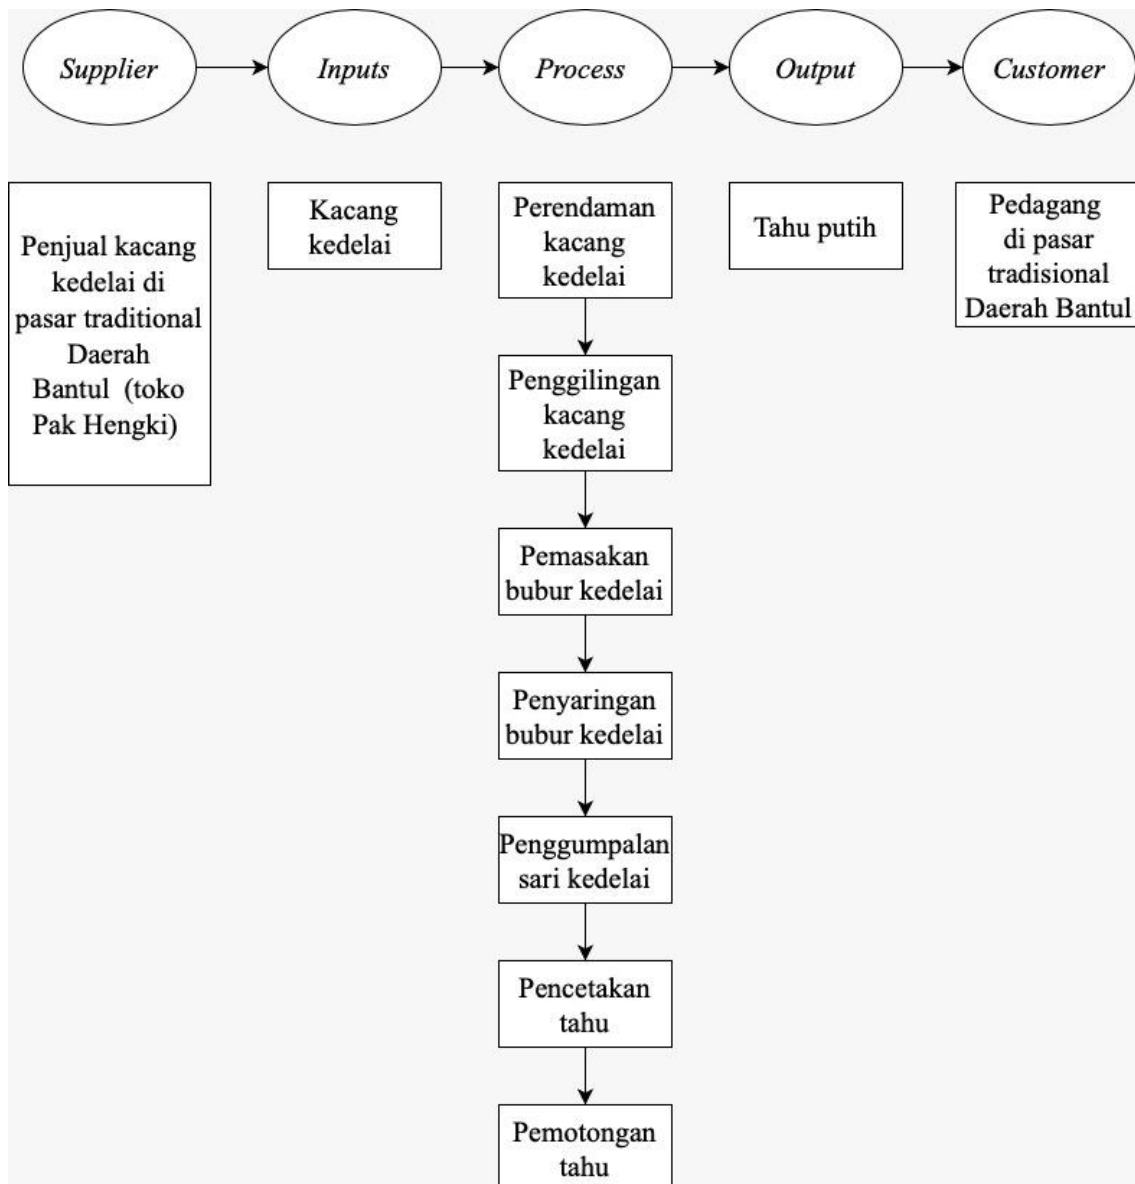 Supplier
Inputs
Process
Output
Customer
Penjual kacang
kedelai di
pasar traditional
Daerah
Bantul (toko
Pak Hengki)
Kacang
kedelai
Perendaman
kacang
kedelai
Penggilingan
kacang
kedelai
Pemasakan
bubur kedelai
Penyaringan
bubur kedelai
Penggumpalan
sari kedelai
Pencetakan
tahu
Pemotongan
tahu
Tahu putih
Pedagang
di pasar
tradisional
Daerah Bantul